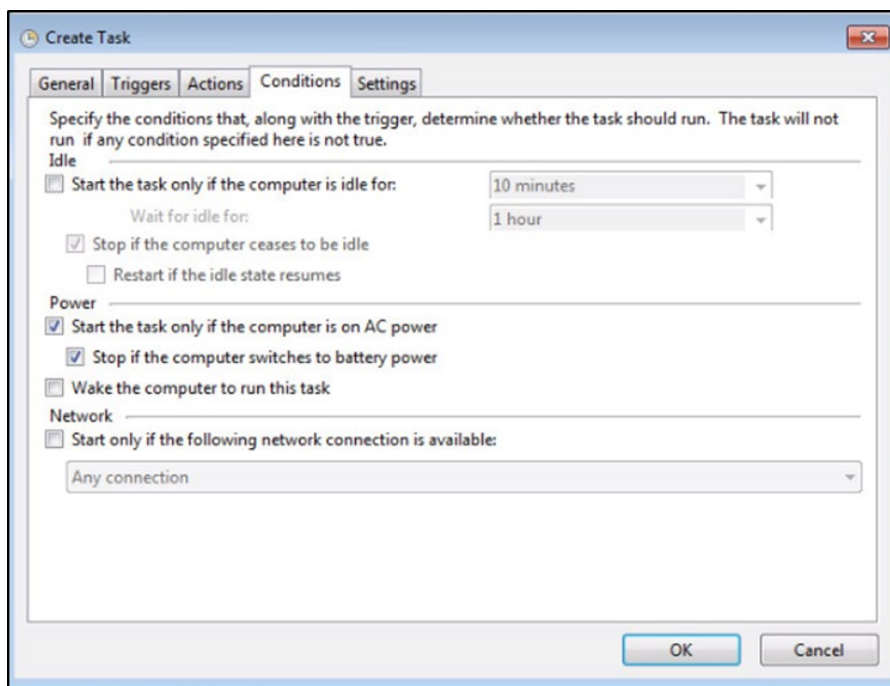 Create Task
General Triggers Actions Conditions Settings
Specify the conditions that, along with the trigger, determine whether the task should run. The task will not
run if any condition specified here is not true.
Idle
Start the task only if the computer is idle for: 10 minutes
Wait for idle for: 1 hour
Stop if the computer ceases to be idle
Restart if the idle state resumes
Power
Start the task only if the computer is on AC power
Stop if the computer switches to battery power
Wake the computer to run this task
Network
Start only if the following network connection is available:
Any connection
OK Cancel